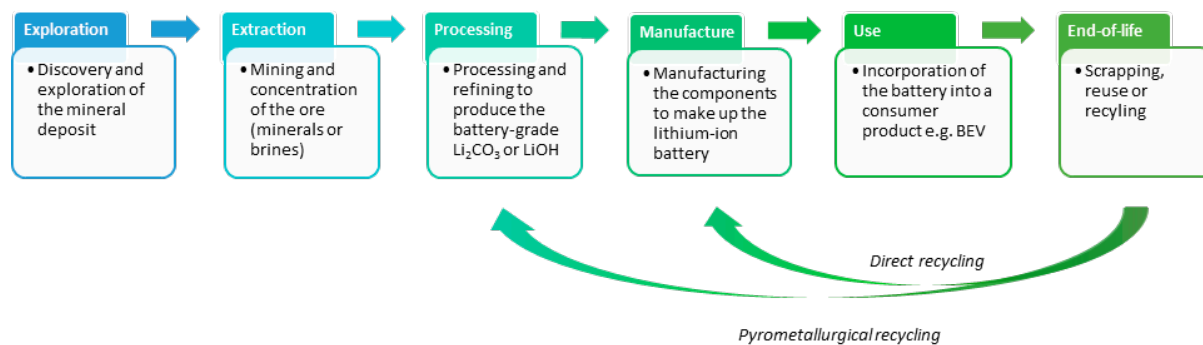 Exploration
• Discovery and
exploration of
the mineral
deposit
Extraction
• Mining and
concentration
of the ore
(minerals or
brines)
Processing
• Processing and
refining to
produce the
battery-grade
Li₂CO₃ or LiOH
Manufacture
• Manufacturing
the components
to make up the
lithium-ion
battery
Use
• Incorporation of
the battery into a
consumer
product e.g. BEV
End-of-life
• Scrapping,
reuse or
recyling
Direct recycling
Pyrometallurgical recycling